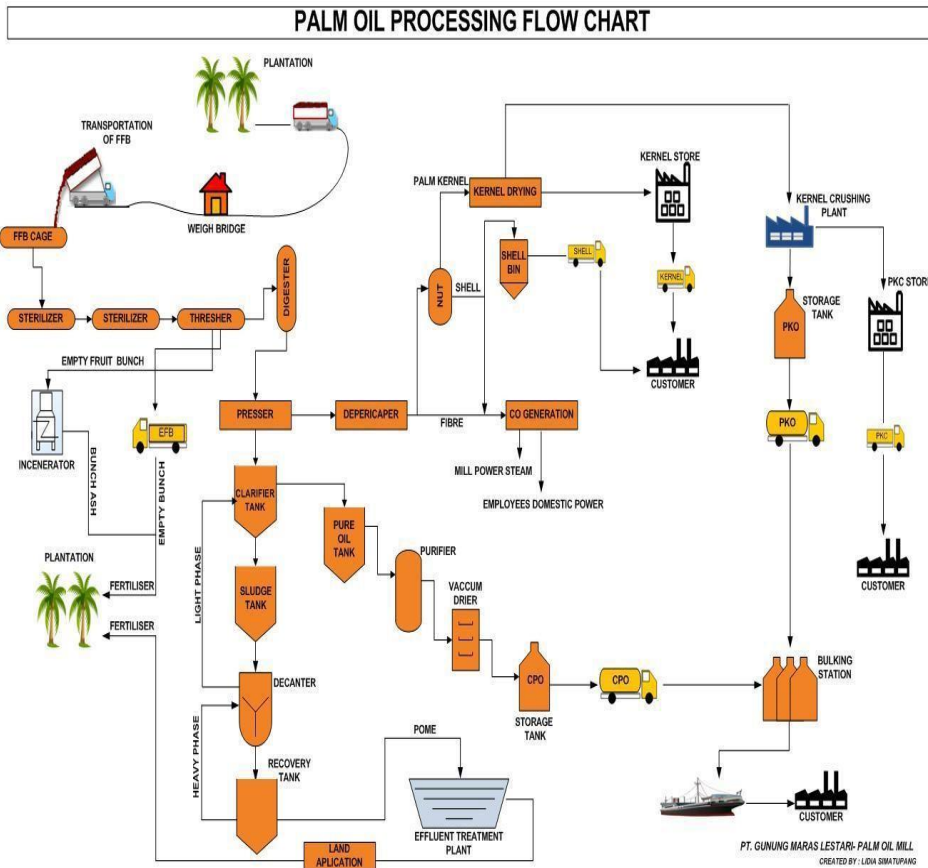 PALM OIL PROCESSING FLOW CHART
PLANTATION
TRANSPORTATION
OF FFB
WEIGH BRIDGE
FFB CAGE
STERILIZER
STERILIZER
THRESHER
DIGESTER
EMPTY FRUIT BUNCH
INCENERATOR
BUNCH ASH
EFB
EMPTY BUNCH
PLANTATION
FERTILISER
FERTILISER
PRESSER
DEPERICAPER
FIBRE
CO GENERATION
MILL POWER STEAM
EMPLOYEES DOMESTIC POWER
NUT
SHELL
PALM KERNEL
KERNEL DRYING
SHELL
BIN
SHELL
KERNEL STORE
KERNEL
CUSTOMER
KERNEL CRUSHING
PLANT
STORAGE
TANK
PKO
PKO
PKC STORE
PKC
CUSTOMER
CLARIFIER
TANK
LIGHT PHASE
SLUDGE
TANK
DECANTER
HEAVY PHASE
RECOVERY
TANK
PURE
OIL
TANK
PURIFIER
VACCUM
DRIER
CPO
STORAGE
TANK
CPO
BULKING
STATION
CUSTOMER
POME
EFFLUENT TREATMENT
PLANT
LAND
APLICATION
PT. GUNUNG MARAS LESTARI- PALM OIL MILL
CREATED BY : LIDIA SIMATUPANG